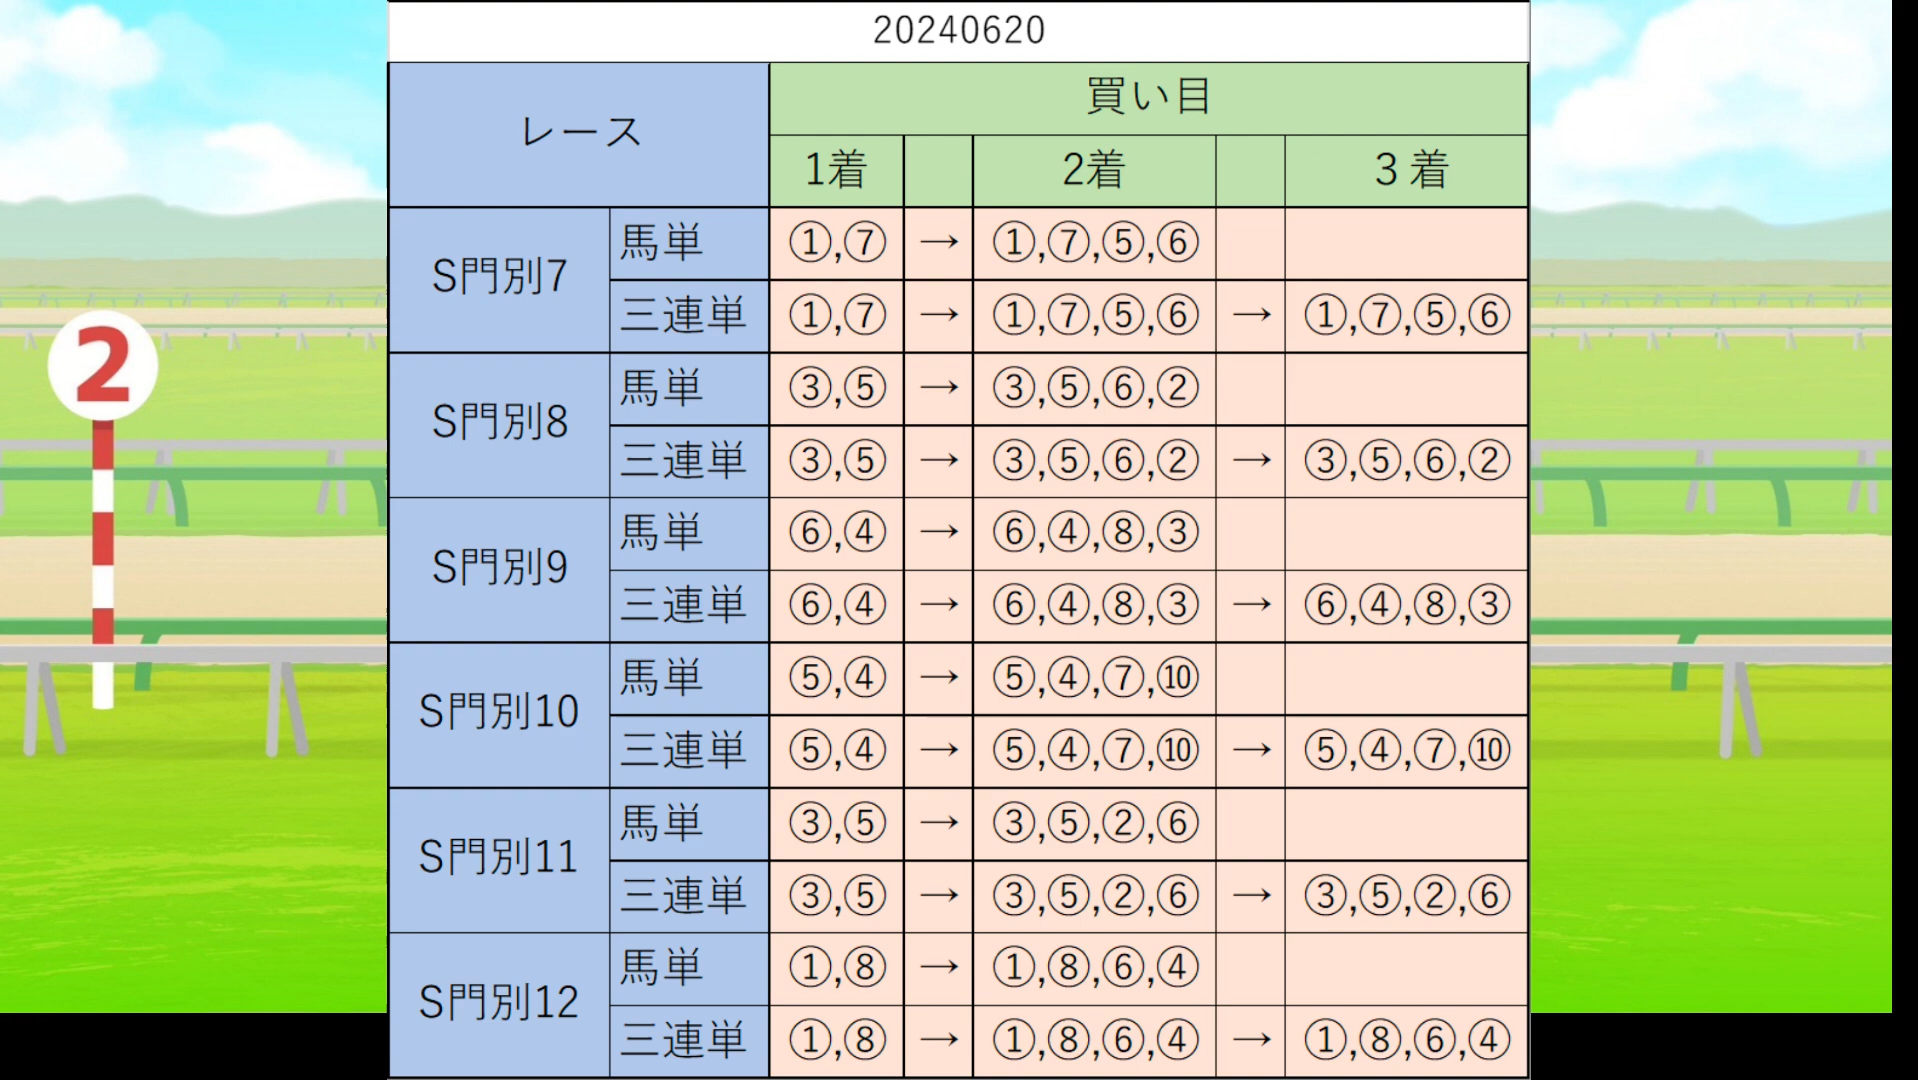 20240620
レース
買い目
1着 2着 3着
S門別7
馬単 ①,⑦ → ①,⑦,⑤,⑥
三連単 ①,⑦ → ①,⑦,⑤,⑥ → ①,⑦,⑤,⑥
S門別8
馬単 ③,⑤ → ③,⑤,⑥,②
三連単 ③,⑤ → ③,⑤,⑥,② → ③,⑤,⑥,②
S門別9
馬単 ⑥,④ → ⑥,④,⑧,③
三連単 ⑥,④ → ⑥,④,⑧,③ → ⑥,④,⑧,③
S門別10
馬単 ⑤,④ → ⑤,④,⑦,⑩
三連単 ⑤,④ → ⑤,④,⑦,⑩ → ⑤,④,⑦,⑩
S門別11
馬単 ③,⑤ → ③,⑤,②,⑥
三連単 ③,⑤ → ③,⑤,②,⑥ → ③,⑤,②,⑥
S門別12
馬単 ①,⑧ → ①,⑧,⑥,④
三連単 ①,⑧ → ①,⑧,⑥,④ → ①,⑧,⑥,④
2